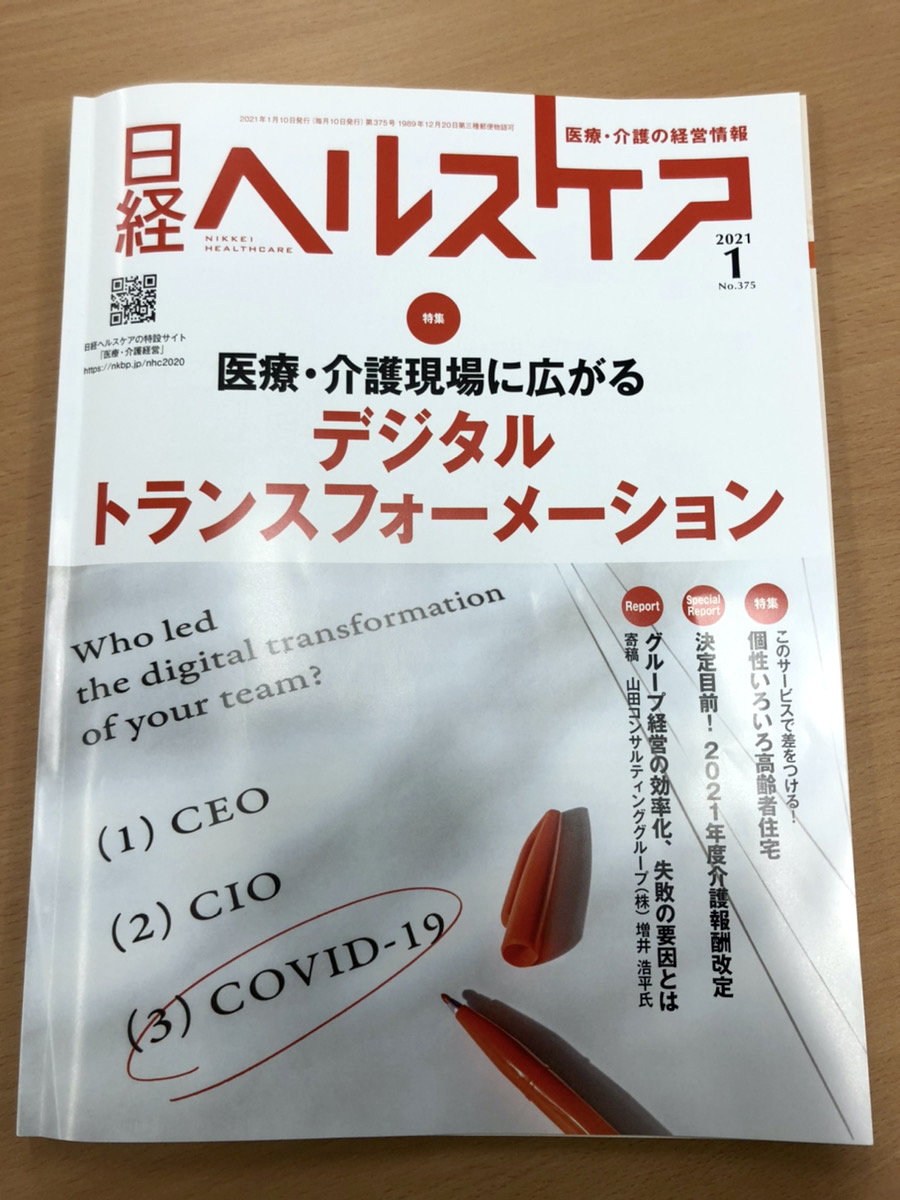 2021年1月10日発行(毎月10日発行)第375号 1989年12月20日第三種郵便物認可
医療・介護の経営情報
日経
ヘルスケア
NIKKEI
HEALTHCARE
2021
1
No.375
日経ヘルスケアの特設サイト
「医療・介護経営」
https://nkbp.jp/nhc2020
特集
医療・介護現場に広がる
デジタル
トランスフォーメーション
特集
このサービスで差をつける!
個性いろいろ高齢者住宅
Special
Report
決定目前! 2021年度介護報酬改定
Report
グループ経営の効率化、失敗の要因とは
寄稿 山田コンサルティンググループ(株) 増井 浩平氏
Who led
the digital transformation
of your team?
(1) CEO
(2) CIO
(3) COVID-19